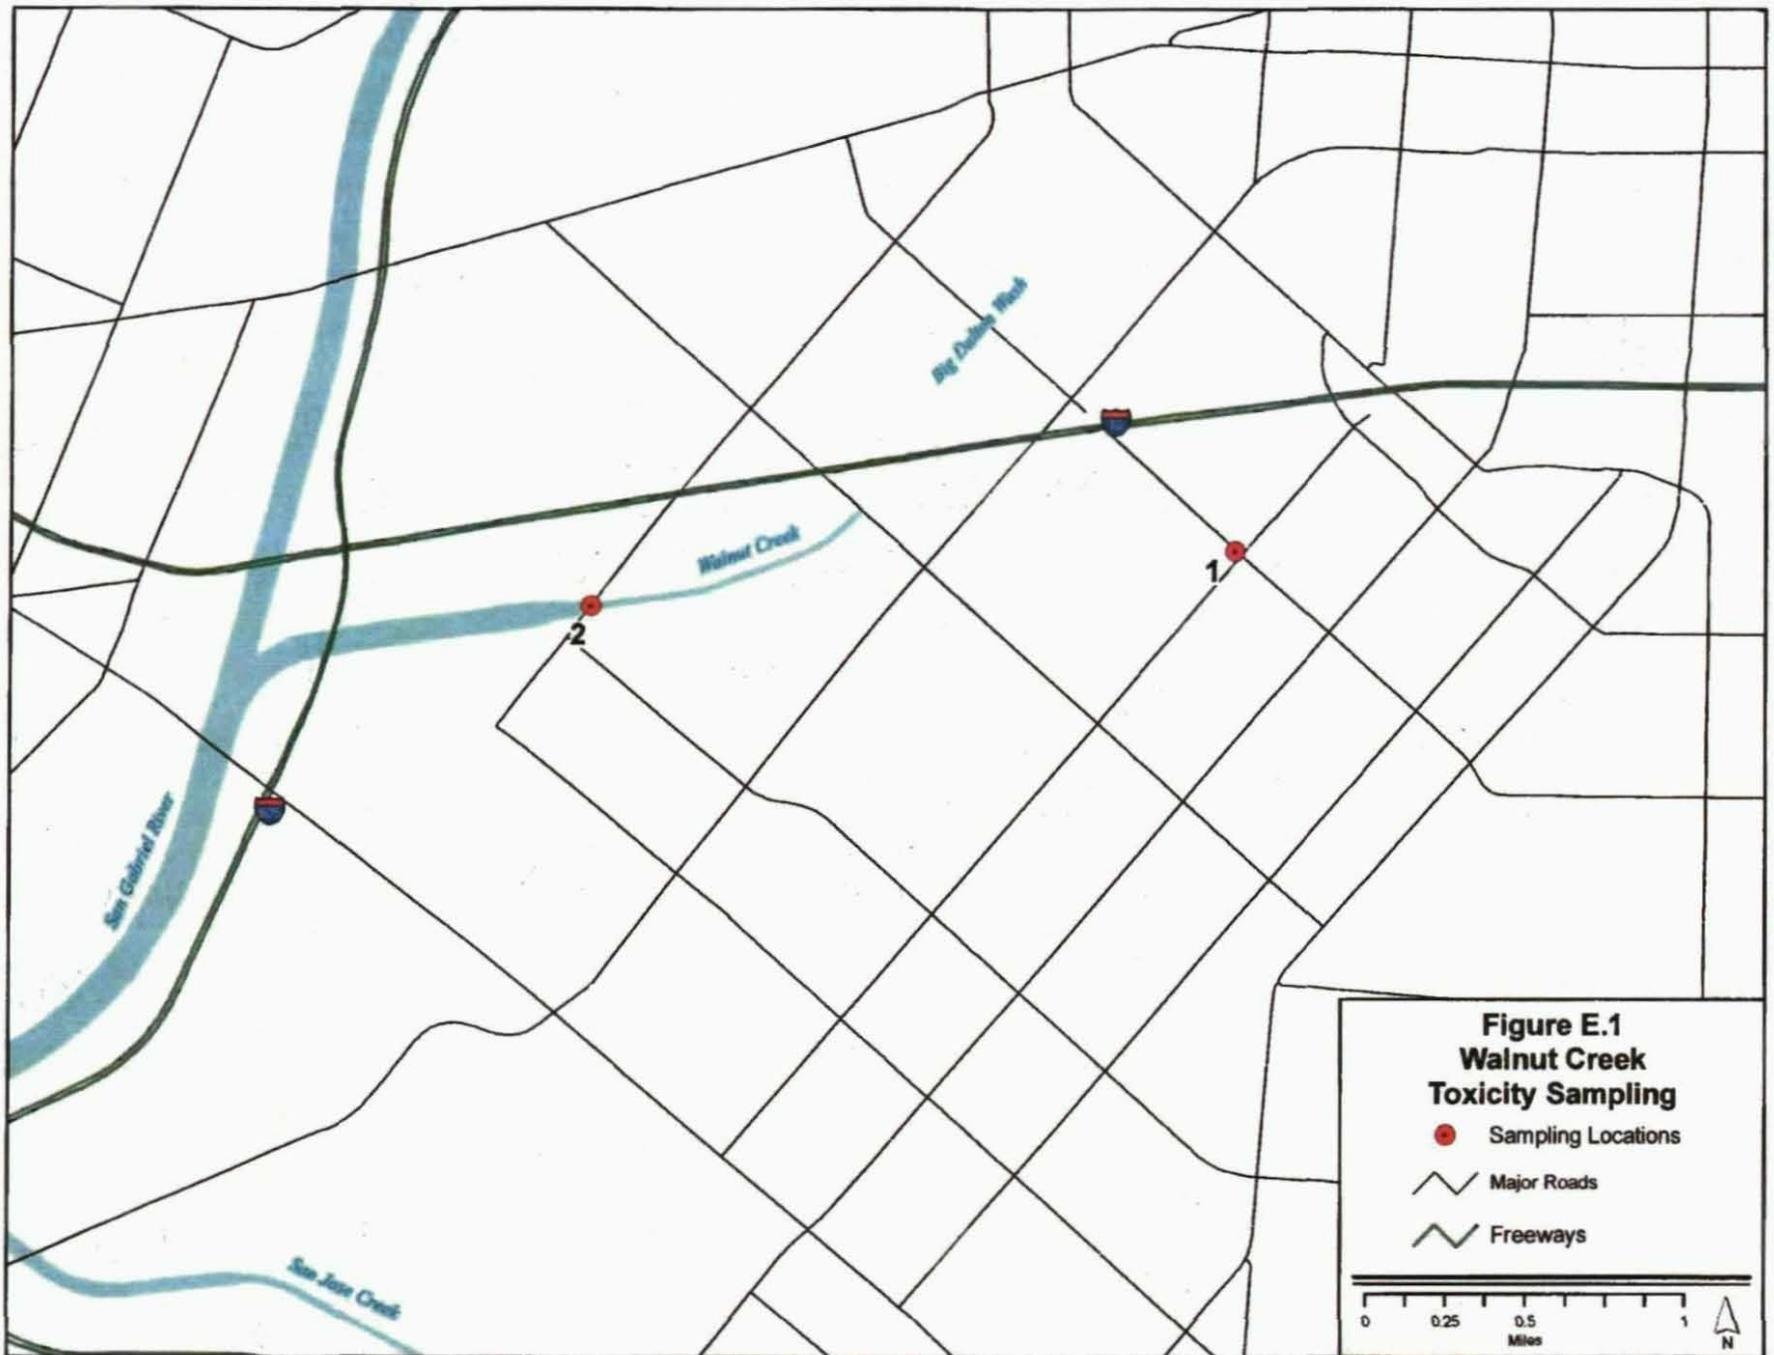 Big Dalton Wash
Walnut Creek
1
2
San Gabriel River
San Jose Creek
Figure E.1
Walnut Creek
Toxicity Sampling
Sampling Locations
Major Roads
Freeways
0 0.25 0.5 1
Miles
N